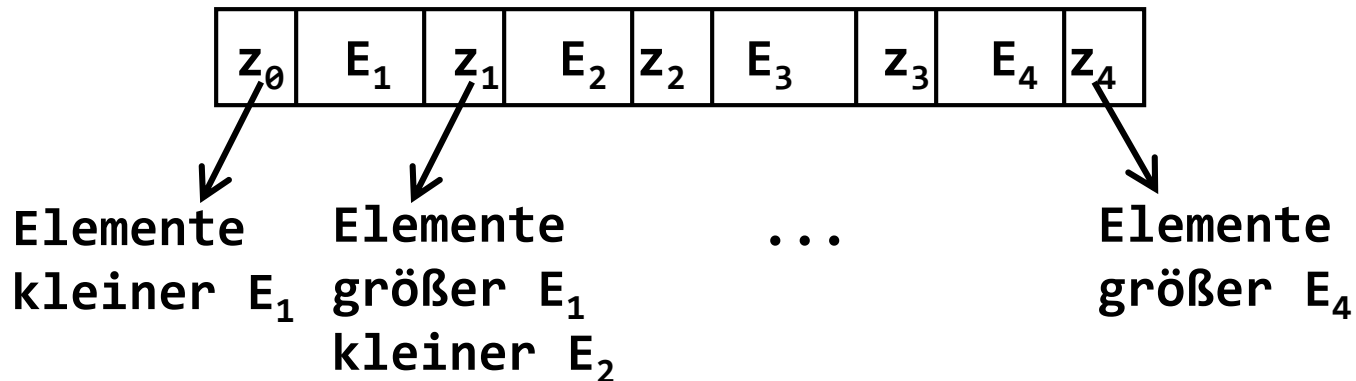 z₀ E₁ z₁ E₂ z₂ E₃ z₃ E₄ z₄
Elemente kleiner E₁
Elemente größer E₁ kleiner E₂
...
Elemente größer E₄